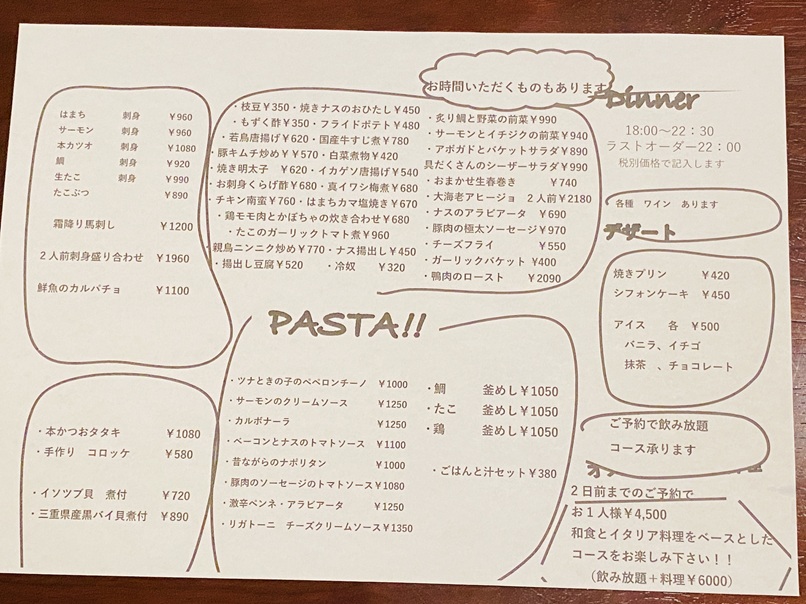 お時間いただくものもあります
Dinner
18:00～22：30
ラストオーダー22：00
税別価格で記入します
はまち　刺身　￥960
サーモン　刺身　￥960
本カツオ　刺身　￥1080
鯛　刺身　￥920
生たこ　刺身　￥990
たこぶつ　￥890
霜降り馬刺し　￥1200
２人前刺身盛り合わせ　￥1960
鮮魚のカルパチョ　￥1100
・枝豆￥350・焼きナスのおひたし￥450
・もずく酢￥350・フライドポテト￥480
・若鳥唐揚げ￥620・国産牛すじ煮￥780
・豚キムチ炒め￥￥570・白菜煮物￥420
・焼き明太子　￥620・イカゲン唐揚げ￥540
・お刺身くらげ酢￥680・真イワシ梅煮￥680
・チキン南蛮￥760・はまちカマ塩焼き￥670
・鶏モモ肉とかぼちゃの炊き合わせ￥680
・たこのガーリックトマト煮￥960
・親鳥ニンニク炒め￥770・ナス揚出し￥450
・揚出し豆腐￥520　・冷奴　￥320
・炙り鯛と野菜の前菜￥990
・サーモンとイチジクの前菜￥940
・アボガドとバケットサラダ￥890
具だくさんのシーザーサラダ￥990
・おまかせ生春巻き　￥740
・大海老アヒージョ　２人前￥2180
・ナスのアラビアータ　￥690
・豚肉の極太ソーセージ￥970
・チーズフライ　￥550
・ガーリックバケット　￥400
・鴨肉のロースト　￥2090
各種　ワイン　あります
デザート
焼きプリン　￥420
シフォンケーキ　￥450
アイス　各　￥500
バニラ、イチゴ
抹茶　、チョコレート
PASTA!!
・ツナときの子のペペロンチーノ　￥1000
・サーモンのクリームソース　￥1250
・カルボナーラ　￥1250
・ベーコンとナスのトマトソース　￥1100
・昔ながらのナポリタン　￥1000
・豚肉のソーセージのトマトソース￥1080
・激辛ペンネ・アラビアータ　￥1250
・リガトーニ　チーズクリームソース￥1350
・鯛　釜めし￥1050
・たこ　釜めし￥1050
・鶏　釜めし￥1050
・ごはんと汁セット￥380
・本かつおタタキ　￥1080
・手作り　コロッケ　￥580
・イソツブ貝　煮付　￥720
・三重県産黒バイ貝煮付　￥890
ご予約で飲み放題
コース承ります
２日前までのご予約で
お１人様￥4,500
和食とイタリア料理をベースとした
コースをお楽しみ下さい！！
（飲み放題＋料理￥6000）